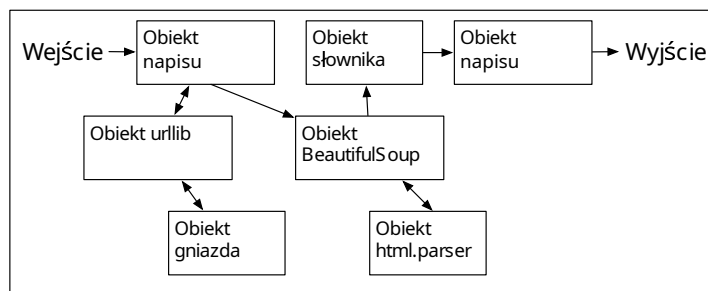 Wejście
Obiekt
napisu
Obiekt
słownika
Obiekt
napisu
Wyjście
Obiekt urllib
Obiekt
BeautifulSoup
Obiekt
gniazda
Obiekt
html.parser